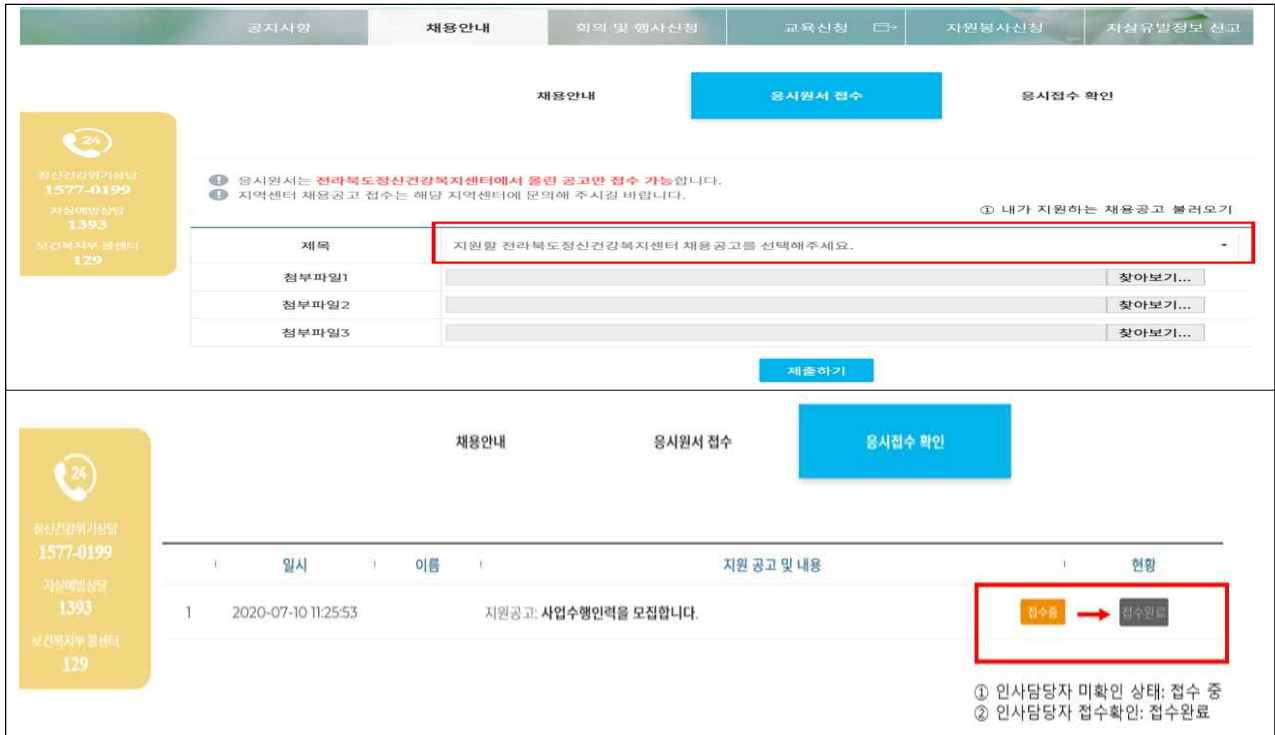 공지사항 채용안내 회의 및 행사신청 교육신청 자원봉사신청 자살유발정보 신고
채용안내 응시원서 접수 응시접수 확인
24
정신건강위기상담
1577-0199
자살예방상담
1393
보건복지부 콜센터
129
응시원서는 전라북도정신건강복지센터에서 올린 공고만 접수 가능합니다.
지역센터 채용공고 접수는 해당 지역센터에 문의해 주시길 바랍니다.
① 내가 지원하는 채용공고 불러오기
제목 지원할 전라북도정신건강복지센터 채용공고를 선택해주세요.
첨부파일1 찾아보기...
첨부파일2 찾아보기...
첨부파일3 찾아보기...
제출하기
채용안내 응시원서 접수 응시접수 확인
24
정신건강위기상담
1577-0199
자살예방상담
1393
보건복지부 콜센터
129
일시 이름 지원 공고 및 내용 현황
1 2020-07-10 11:25:53 지원공고: 사업수행인력을 모집합니다. 접수중 접수완료
① 인사담당자 미확인 상태: 접수 중
② 인사담당자 접수확인: 접수완료